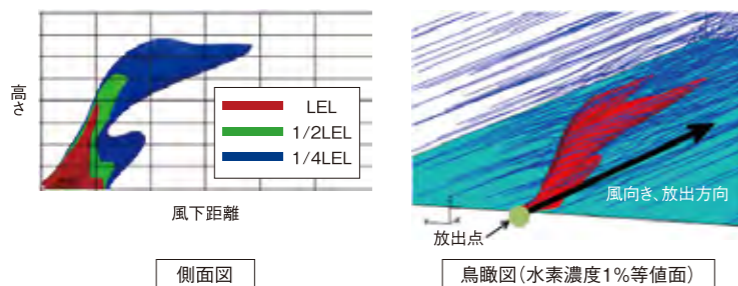 高さ
LEL
1/2LEL
1/4LEL
風下距離
側面図
風向き、放出方向
放出点
鳥瞰図(水素濃度1%等値面)